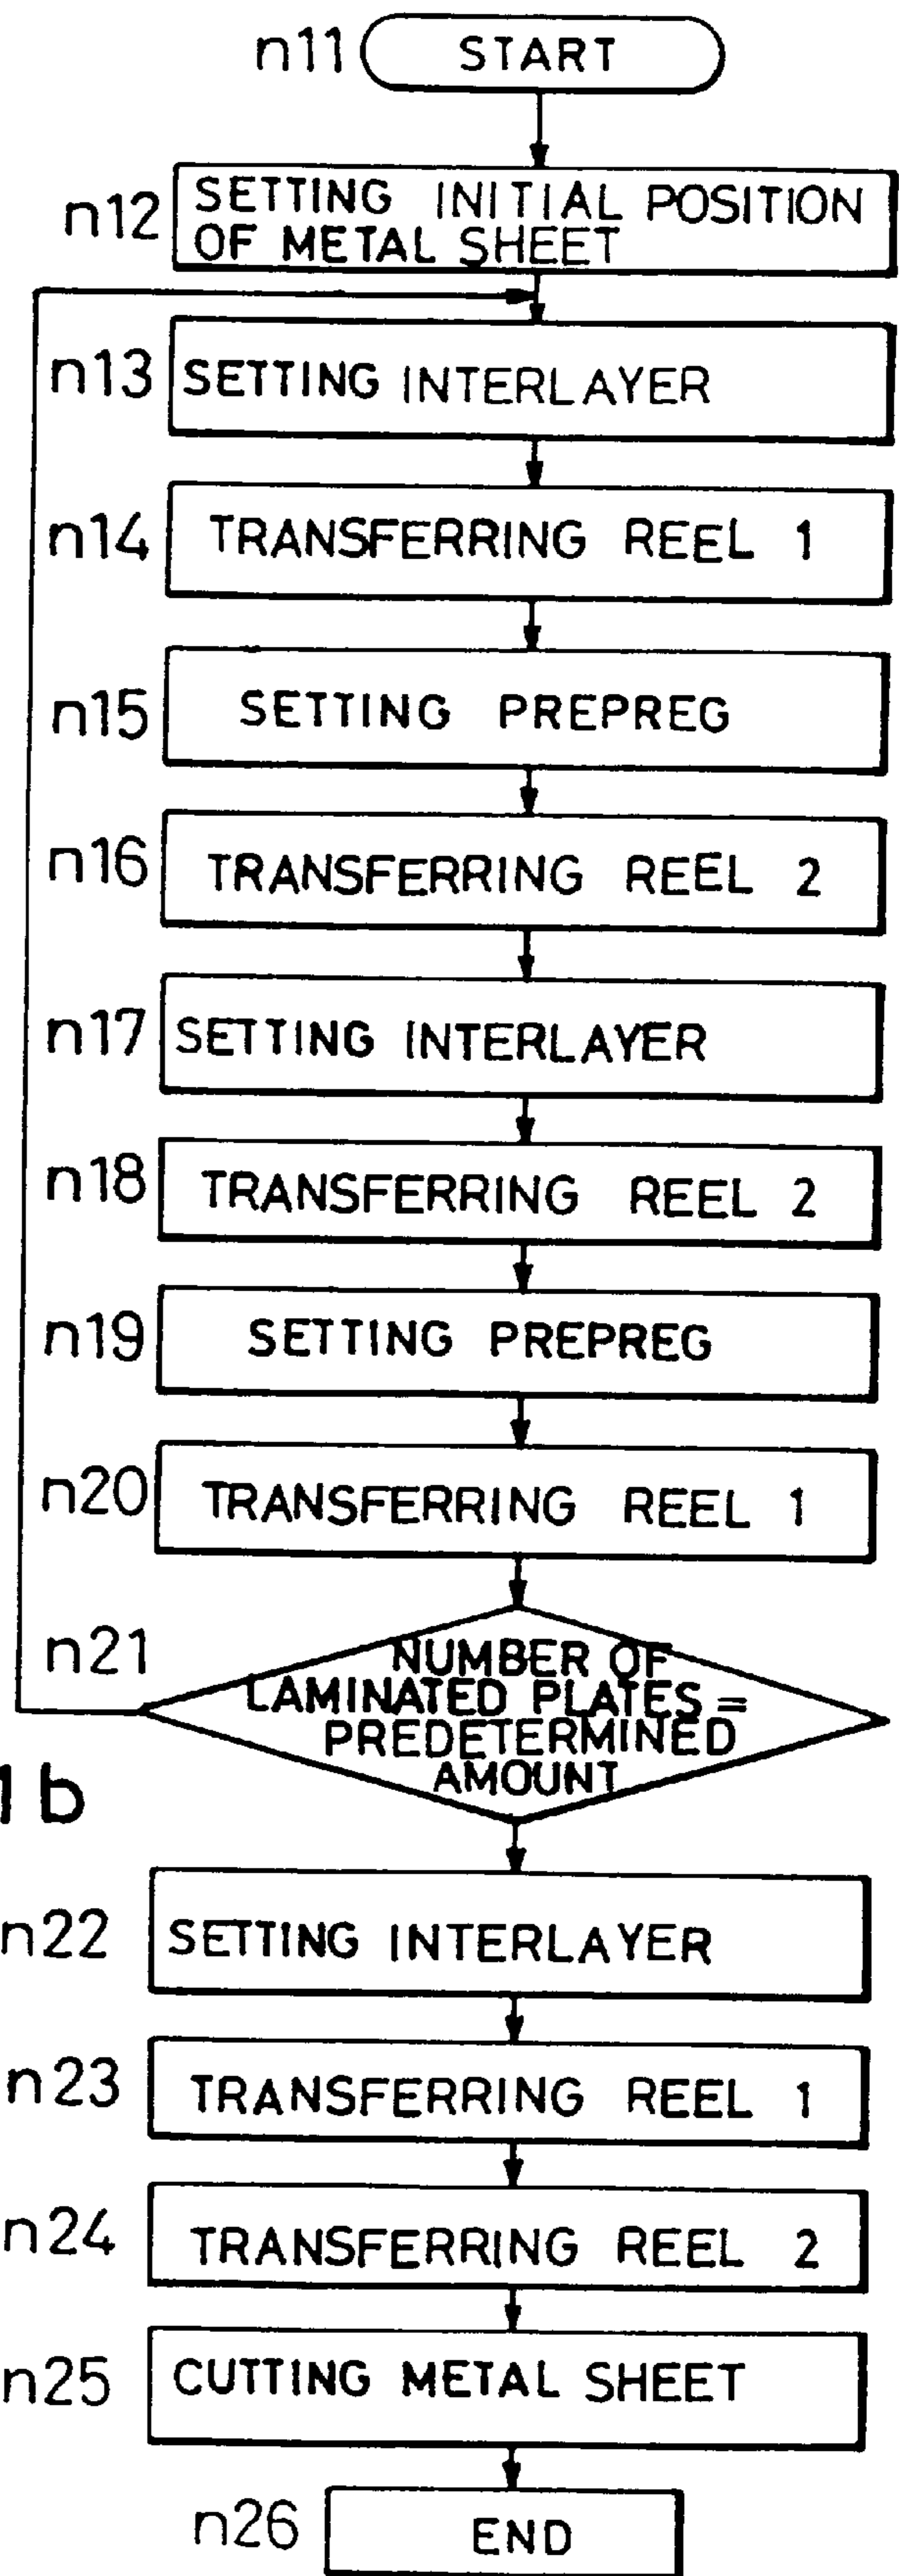 n11 START
n12 SETTING INITIAL POSITION
OF METAL SHEET
n13 SETTING INTERLAYER
n14 TRANSFERRING REEL 1
n15 SETTING PREPREG
n16 TRANSFERRING REEL 2
n17 SETTING INTERLAYER
n18 TRANSFERRING REEL 2
n19 SETTING PREPREG
n20 TRANSFERRING REEL 1
n21 NUMBER OF
LAMINATED PLATES =
PREDETERMINED
AMOUNT
1b
n22 SETTING INTERLAYER
n23 TRANSFERRING REEL 1
n24 TRANSFERRING REEL 2
n25 CUTTING METAL SHEET
n26 END